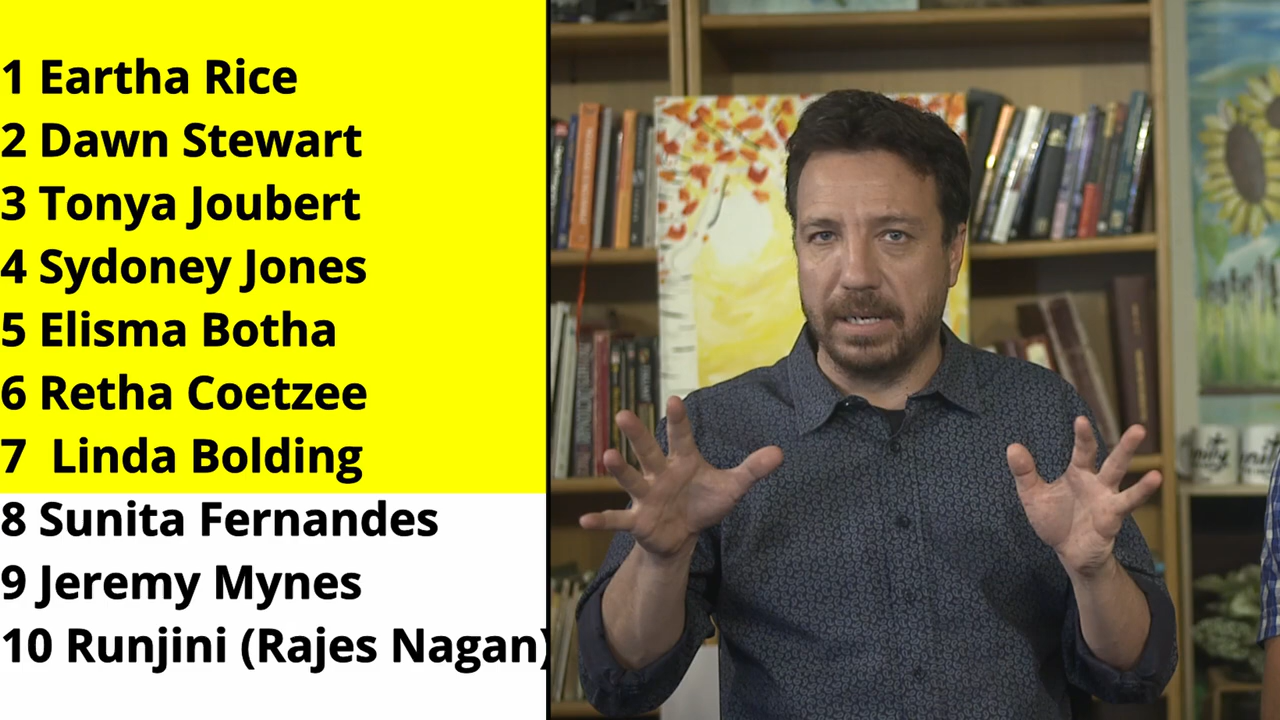 1 Eartha Rice
2 Dawn Stewart
3 Tonya Joubert
4 Sydoney Jones
5 Elisma Botha
6 Retha Coetzee
7 Linda Bolding
8 Sunita Fernandes
9 Jeremy Mynes
10 Runjini (Rajes Nagan)